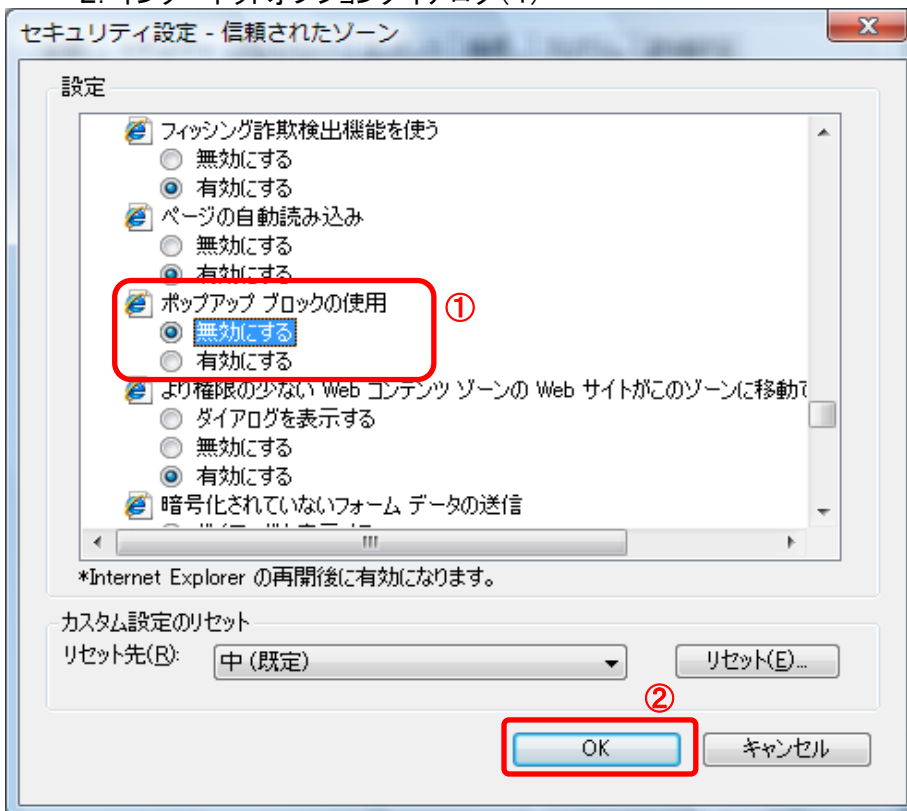 セキュリティ設定 - 信頼されたゾーン
設定
フィッシング詐欺検出機能を使う
無効にする
有効にする
ページの自動読み込み
無効にする
有効にする
ポップアップ ブロックの使用
①
無効にする
有効にする
より権限の少ない Web コンテンツ ゾーンの Web サイトがこのゾーンに移動で
ダイアログを表示する
無効にする
有効にする
暗号化されていないフォーム データの送信
*Internet Explorer の再開後に有効になります。
カスタム設定のリセット
リセット先(R):
中 (既定)
リセット(E)...
②
OK
キャンセル